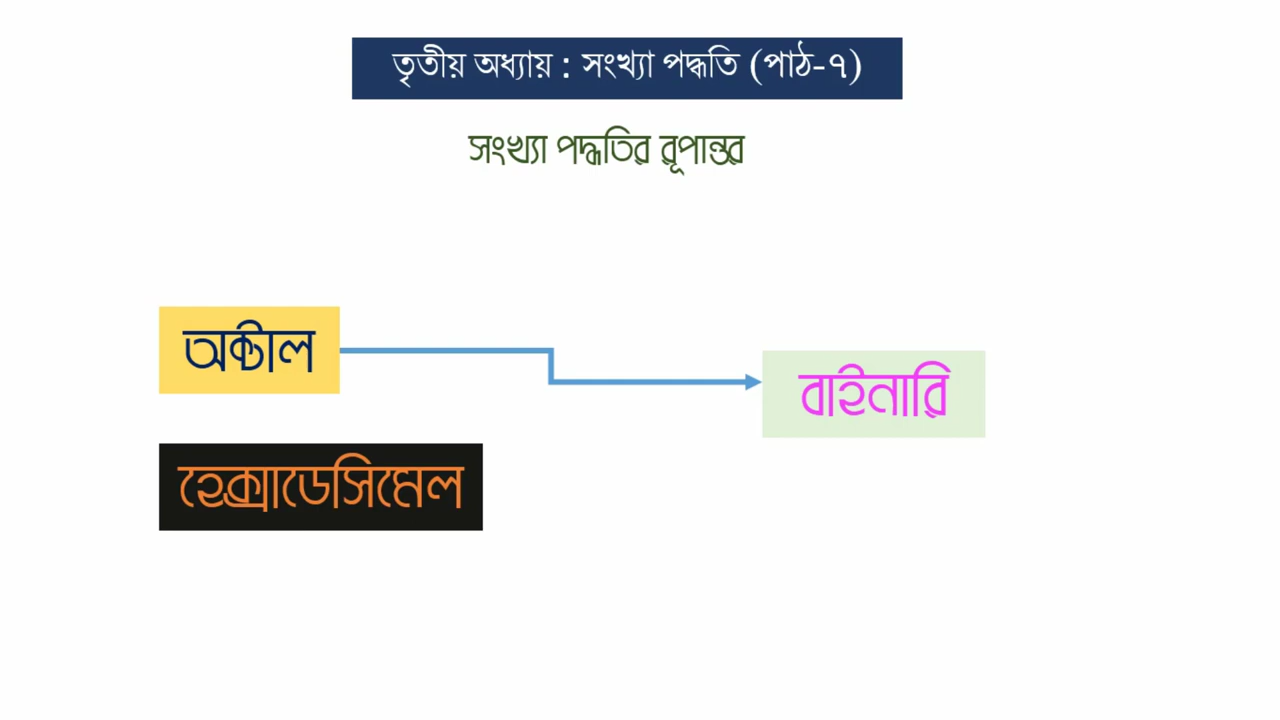 তৃতীয় অধ্যায় : সংখ্যা পদ্ধতি (পাঠ-৭)
সংখ্যা পদ্ধতির রূপান্তর
অক্টাল
বাইনারি
হেক্সাডেসিমেল